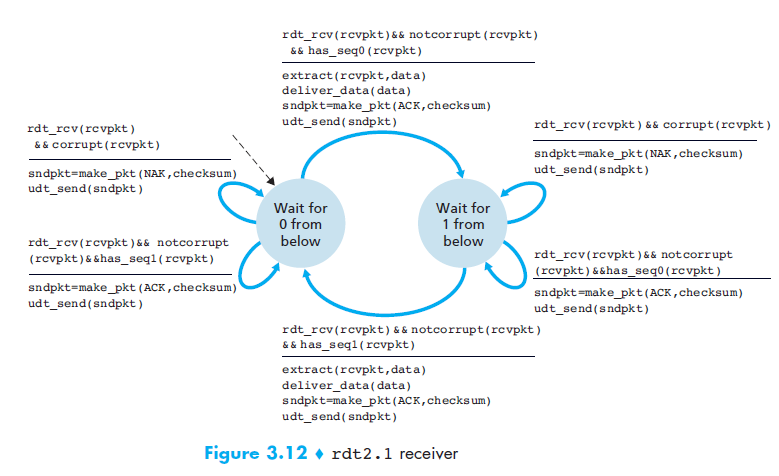 rdt_rcv(rcvpkt)&& notcorrupt(rcvpkt)
&& has_seq0(rcvpkt)
extract(rcvpkt,data)
deliver_data(data)
sndpkt=make_pkt(ACK,checksum)
udt_send(sndpkt)
rdt_rcv(rcvpkt)
&& corrupt(rcvpkt)
sndpkt=make_pkt(NAK,checksum)
udt_send(sndpkt)
rdt_rcv(rcvpkt)&& corrupt(rcvpkt)
sndpkt=make_pkt(NAK,checksum)
udt_send(sndpkt)
Wait for
0 from
below
Wait for
1 from
below
rdt_rcv(rcvpkt)&& notcorrupt
(rcvpkt)&&has_seq1(rcvpkt)
sndpkt=make_pkt(ACK,checksum)
udt_send(sndpkt)
rdt_rcv(rcvpkt)&& notcorrupt
(rcvpkt)&&has_seq0(rcvpkt)
sndpkt=make_pkt(ACK,checksum)
udt_send(sndpkt)
rdt_rcv(rcvpkt)&& notcorrupt(rcvpkt)
&& has_seq1(rcvpkt)
extract(rcvpkt,data)
deliver_data(data)
sndpkt=make_pkt(ACK,checksum)
udt_send(sndpkt)
Figure 3.12 ♦ rdt2.1 receiver